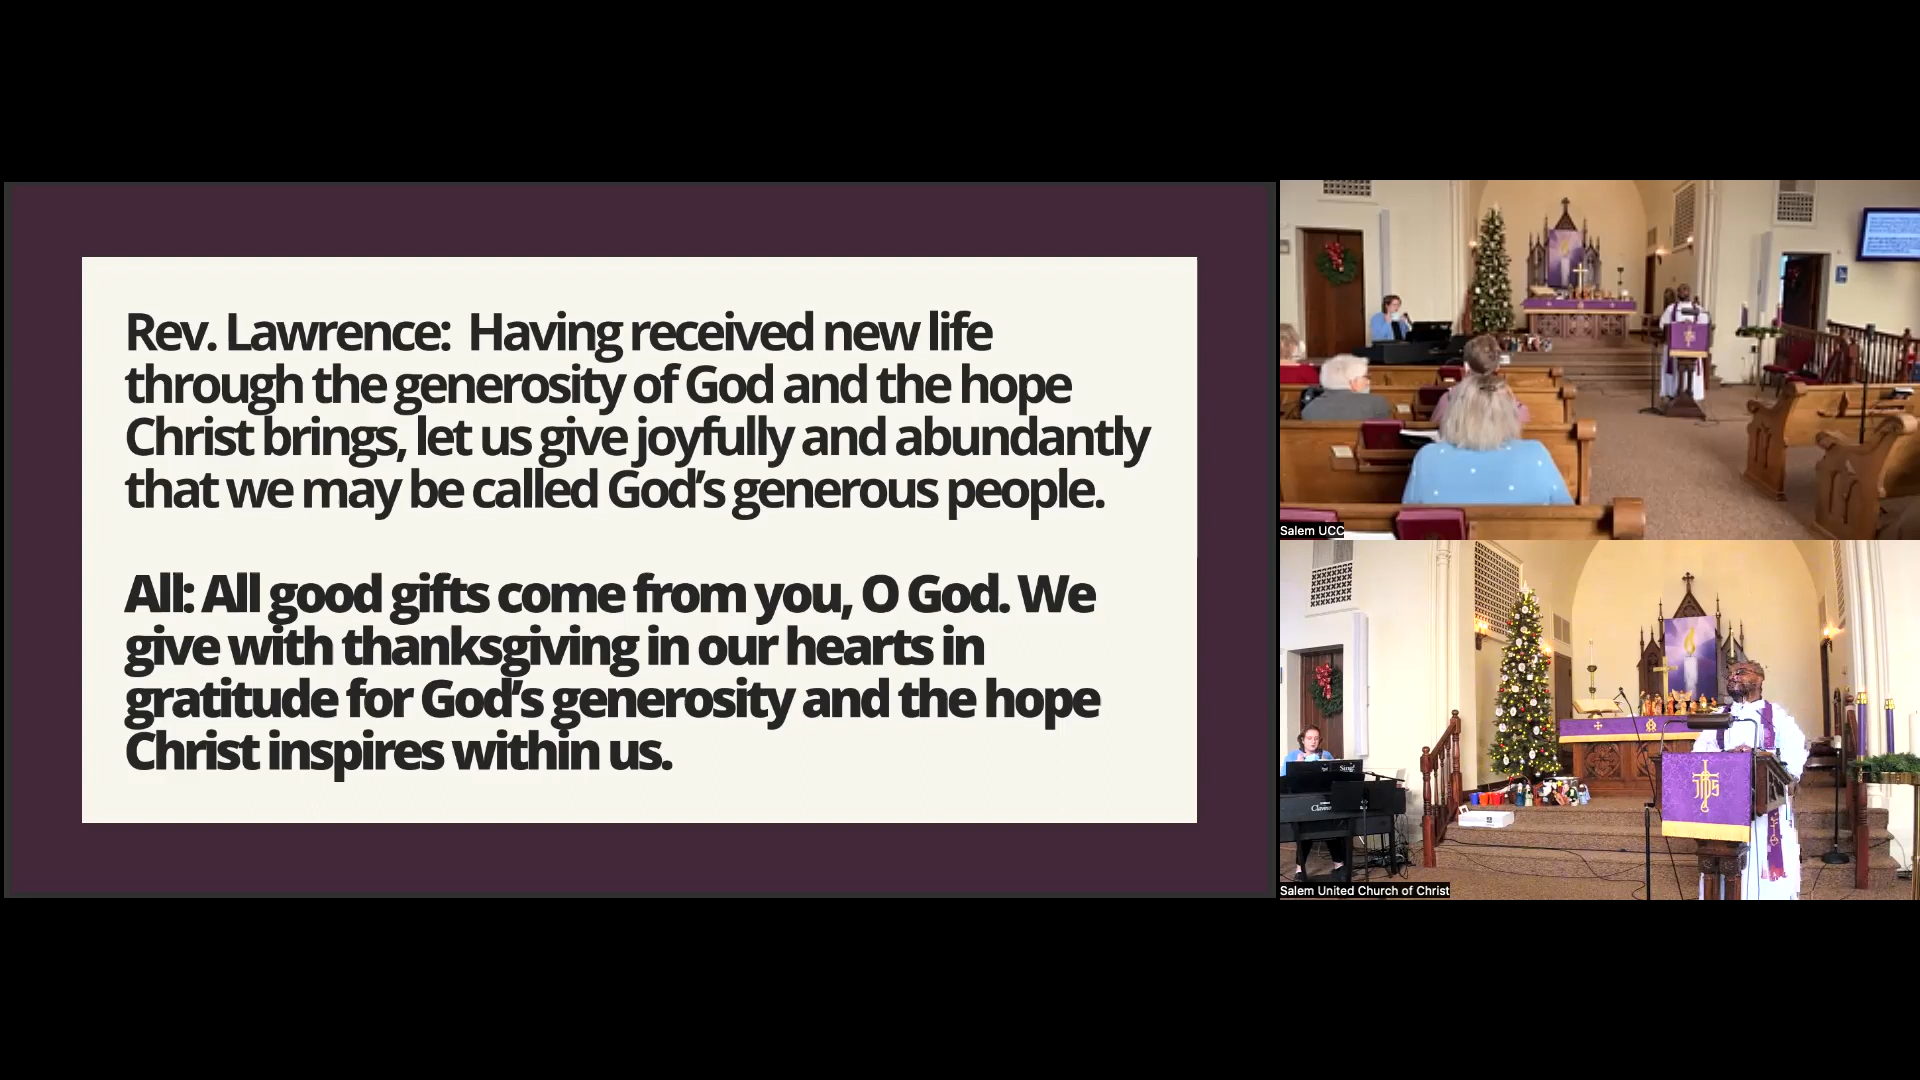 Rev. Lawrence: Having received new life
through the generosity of God and the hope
Christ brings, let us give joyfully and abundantly
that we may be called God's generous people.
All: All good gifts come from you, O God. We
give with thanksgiving in our hearts in
gratitude for God's generosity and the hope
Christ inspires within us.
Salem UCC
Salem United Church of Christ